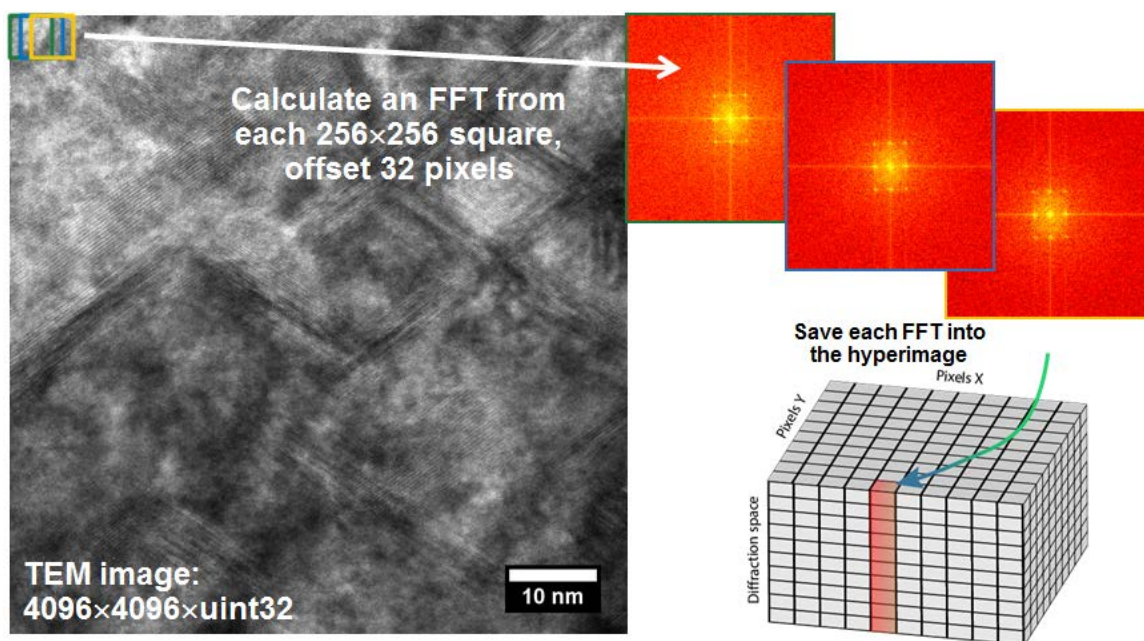 Calculate an FFT from
each 256×256 square,
offset 32 pixels
TEM image:
4096×4096×uint32
10 nm
Save each FFT into
the hyperimage
Pixels X
Pixels Y
Diffraction space